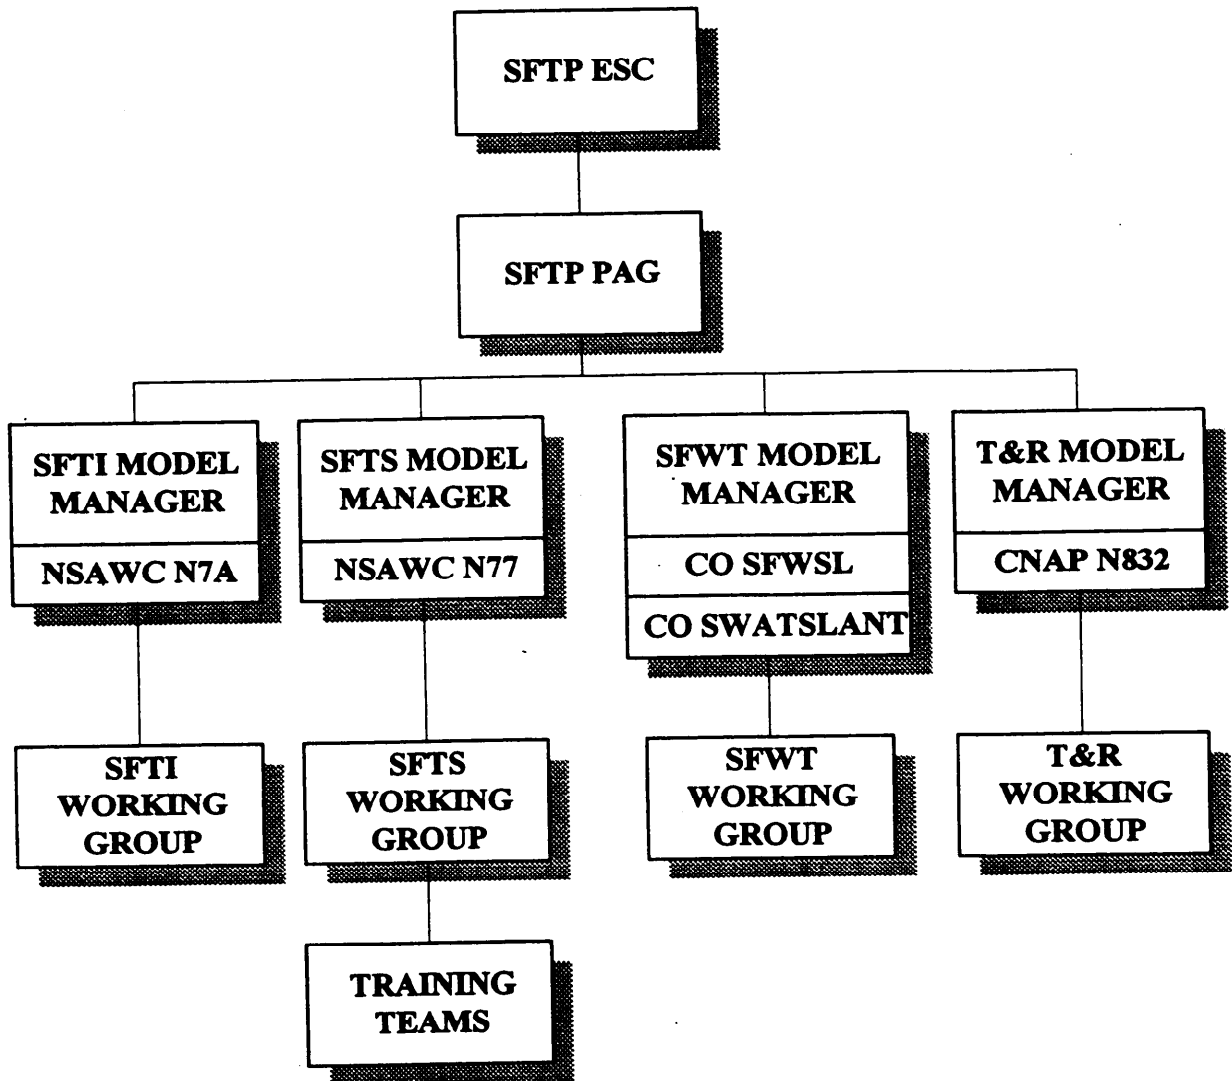 SFTP ESC
SFTP PAG
SFTI MODEL
MANAGER
NSAWC N7A
SFTS MODEL
MANAGER
NSAWC N77
SFWT MODEL
MANAGER
CO SFWSL
CO SWATSLANT
T&R MODEL
MANAGER
CNAP N832
SFTI
WORKING
GROUP
SFTS
WORKING
GROUP
SFWT
WORKING
GROUP
T&R
WORKING
GROUP
TRAINING
TEAMS